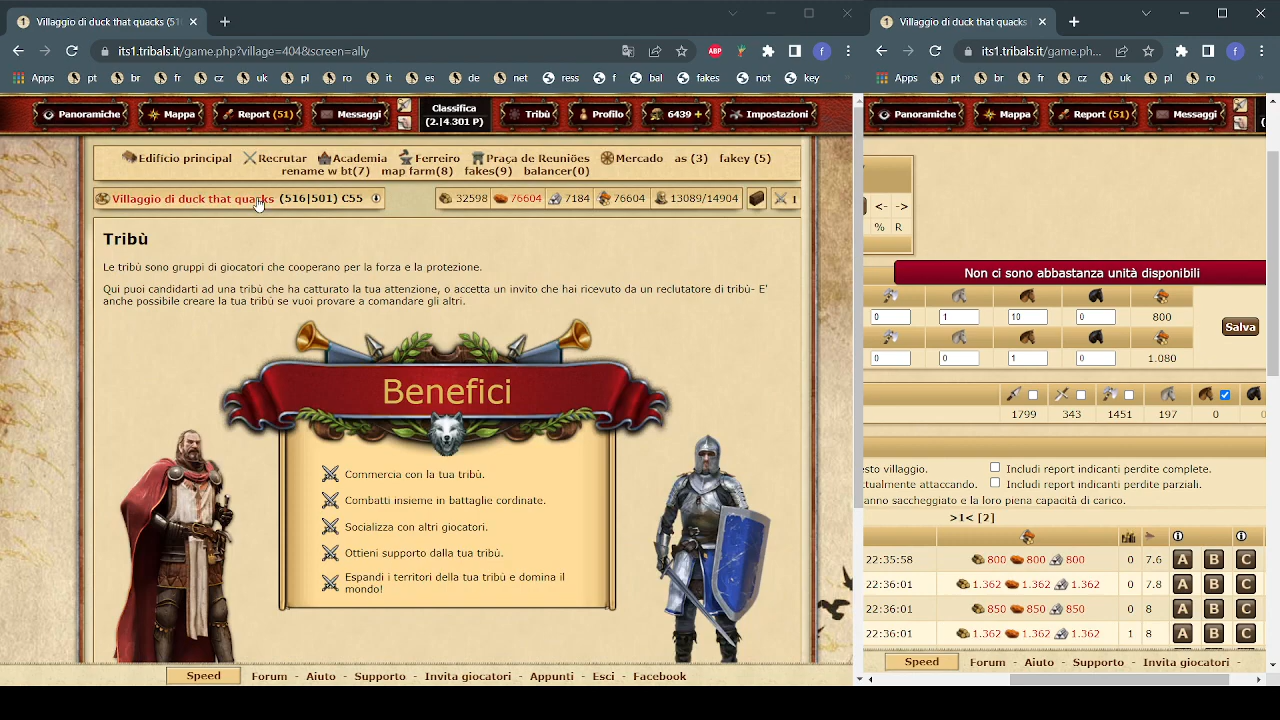 Villaggio di duck that quacks (51
Villaggio di duck that quacks
its1.tribals.it/game.php?village=404&screen=ally
ABP
f
its1.tribals.it/game.ph...
f
Apps pt br fr cz uk pl ro it es de net ress f bal fakes not key
Apps pt br fr cz uk pl ro
Panoramiche Mappa Report (51) Messaggi
Classifica
(2.|4.301 P)
Tribù Profilo 6439 + Impostazioni
Panoramiche Mappa Report (51) Messaggi
Edificio principal Recrutar Academia Ferreiro Praça de Reuniões Mercado as (3) fakey (5)
rename w bt(7) map farm(8) fakes(9) balancer(0)
Villaggio di duck that quacks (516|501) C55
32598 76604 7184 76604 13089/14904
Tribù
Le tribù sono gruppi di giocatori che cooperano per la forza e la protezione.
Qui puoi candidarti ad una tribù che ha catturato la tua attenzione, o accetta un invito che hai ricevuto da un reclutatore di tribù- E'
anche possibile creare la tua tribù se vuoi provare a comandare gli altri.
Benefici
Commercia con la tua tribù.
Combatti insieme in battaglie cordinate.
Socializza con altri giocatori.
Ottieni supporto dalla tua tribù.
Espandi i territori della tua tribù e domina il
mondo!
Speed Forum - Aiuto - Supporto - Invita giocatori - Appunti - Esci - Facebook
<- ->
% R
Non ci sono abbastanza unità disponibili
0 1 10 0 800
Salva
0 0 1 0 1.080
1799 343 1451 197 0
esto villaggio. Includi report indicanti perdite complete.
tualmente attaccando. Includi report indicanti perdite parziali.
anno saccheggiato e la loro piena capacità di carico.
>1< [2]
22:35:58 800 800 800 0 7.6 A B C
22:36:01 1.362 1.362 1.362 0 7.8 A B C
22:36:01 850 850 850 0 8 A B C
22:36:01 1.362 1.362 1.362 1 8 A B C
Speed Forum - Aiuto - Supporto - Invita giocatori -